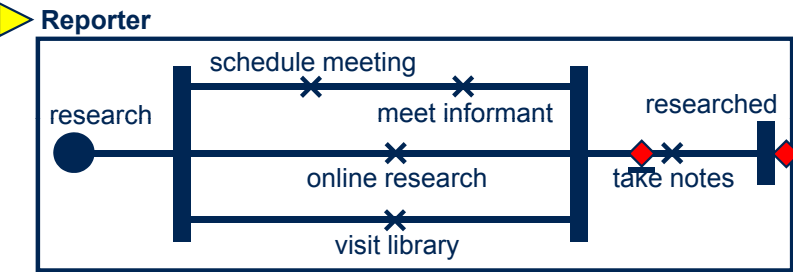 Reporter
schedule meeting
research
meet informant
researched
online research
take notes
visit library